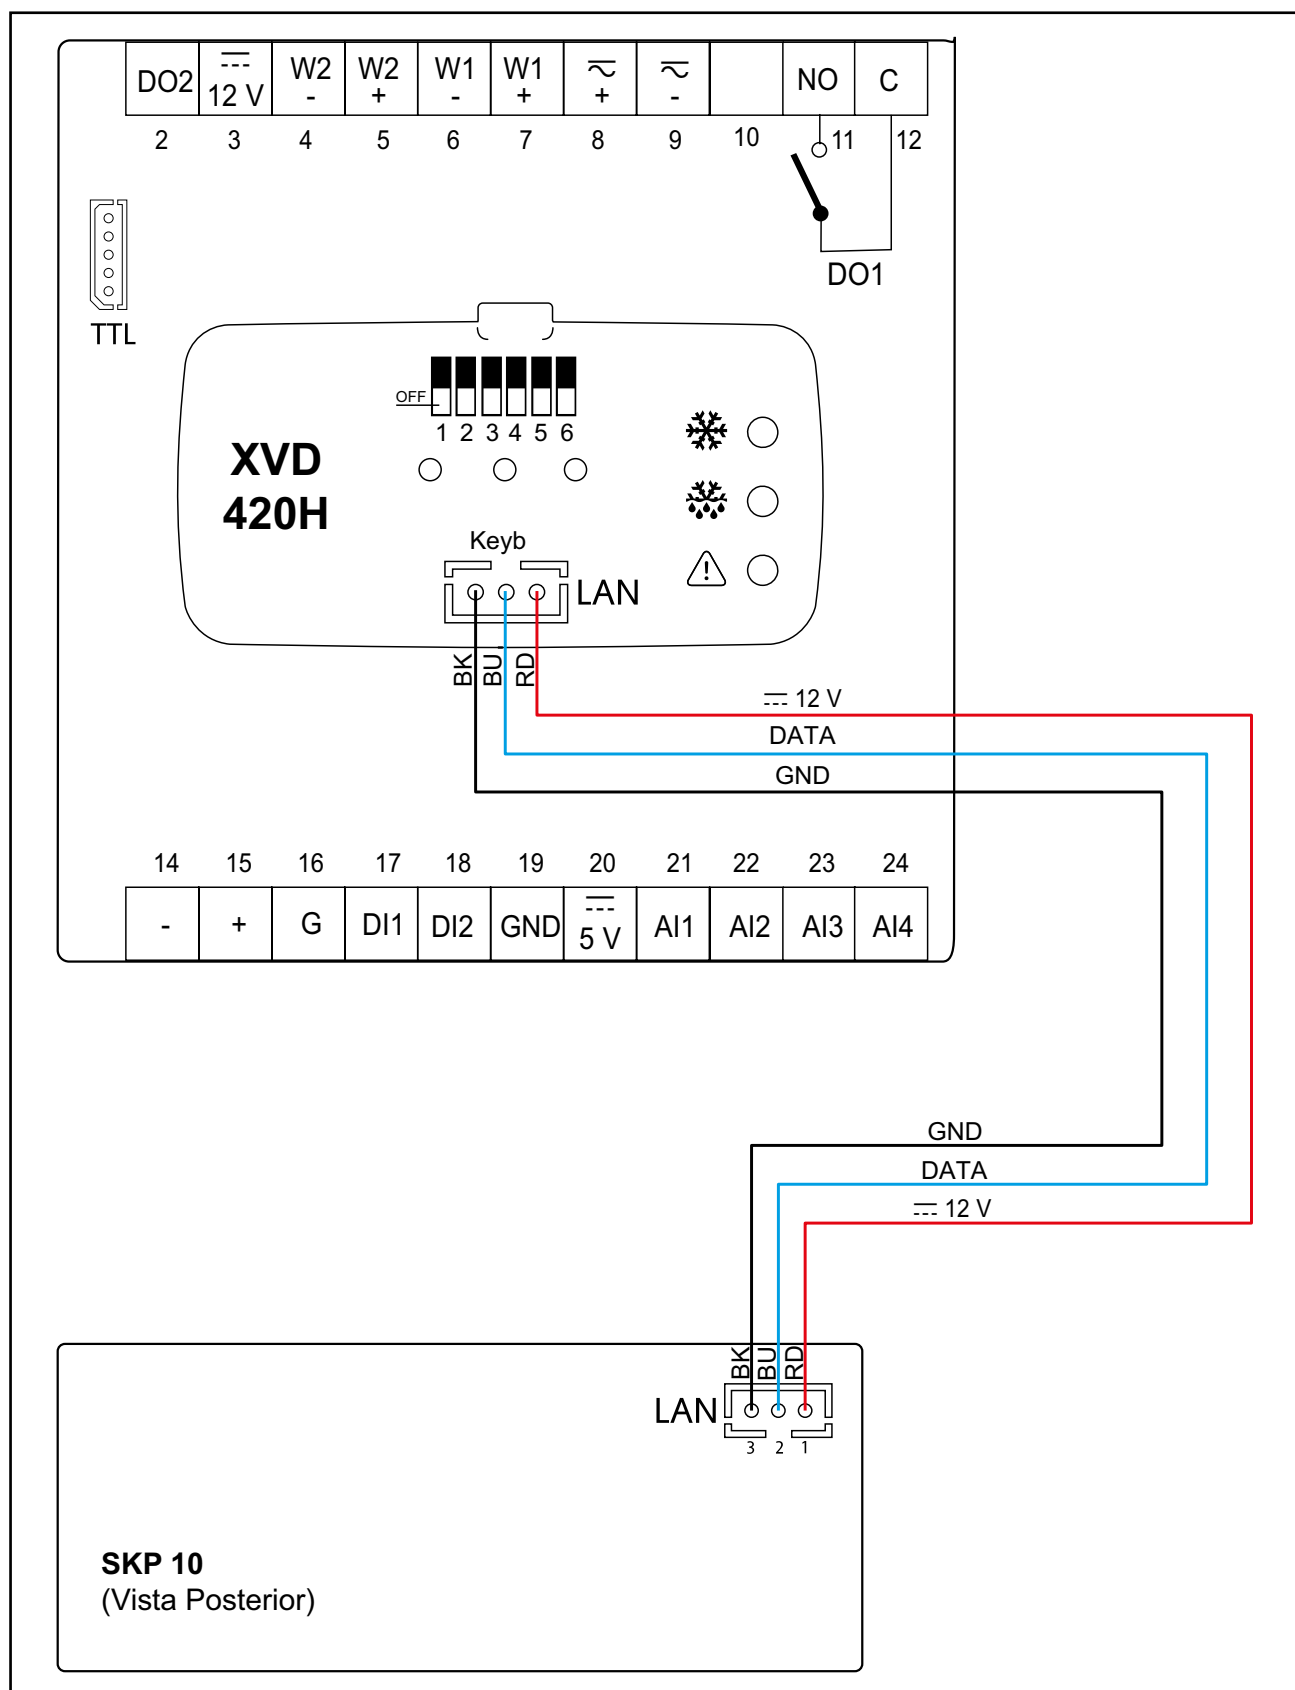 DO2 12 V W2 - W2 + W1 - W1 + + - NO C
2 3 4 5 6 7 8 9 10 11 12
DO1
TTL
OFF
1 2 3 4 5 6
XVD
420H
Keyb
LAN
BK BU RD
12 V
DATA
GND
14 15 16 17 18 19 20 21 22 23 24
- + G DI1 DI2 GND 5 V AI1 AI2 AI3 AI4
GND
DATA
12 V
BK BU RD
LAN
3 2 1
SKP 10
(Vista Posterior)